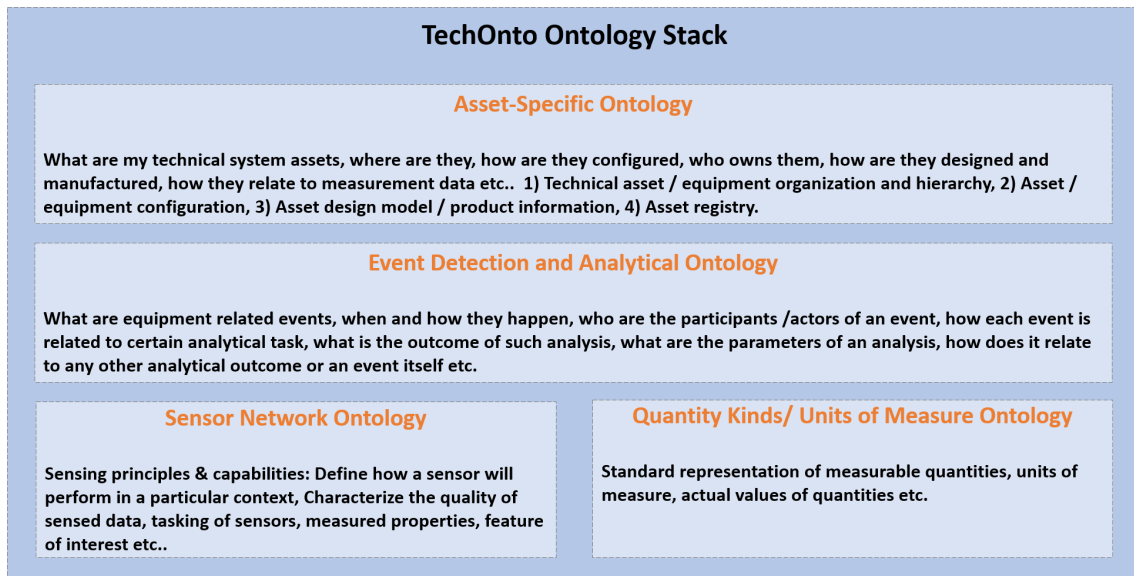 TechOnto Ontology Stack
Asset-Specific Ontology
What are my technical system assets, where are they, how are they configured, who owns them, how are they designed and
manufactured, how they relate to measurement data etc.. 1) Technical asset / equipment organization and hierarchy, 2) Asset /
equipment configuration, 3) Asset design model / product information, 4) Asset registry.
Event Detection and Analytical Ontology
What are equipment related events, when and how they happen, who are the participants /actors of an event, how each event is
related to certain analytical task, what is the outcome of such analysis, what are the parameters of an analysis, how does it relate
to any other analytical outcome or an event itself etc.
Sensor Network Ontology
Sensing principles & capabilities: Define how a sensor will
perform in a particular context, Characterize the quality of
sensed data, tasking of sensors, measured properties, feature
of interest etc..
Quantity Kinds/ Units of Measure Ontology
Standard representation of measurable quantities, units of
measure, actual values of quantities etc.